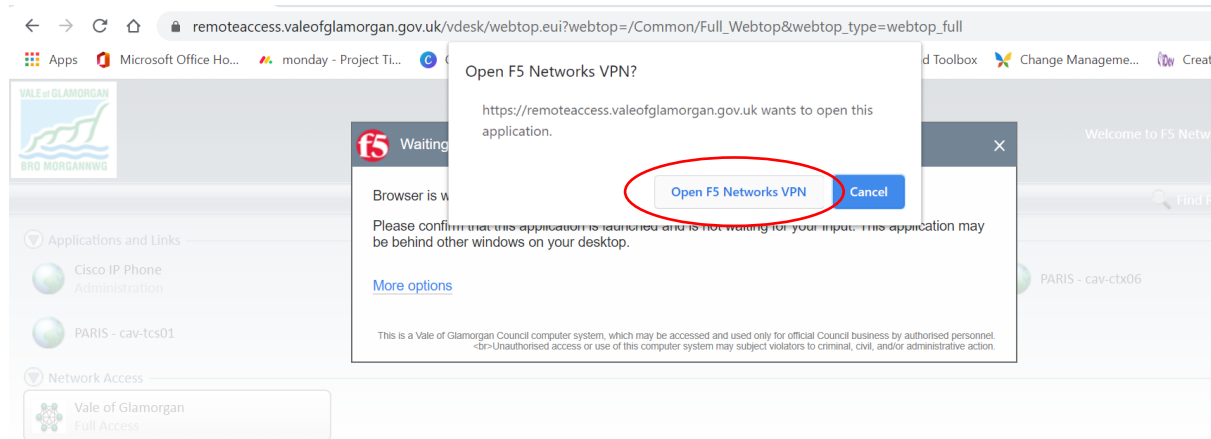 remoteaccess.valeofglamorgan.gov.uk/vdesk/webtop.eui?webtop=/Common/Full_Webtop&webtop_type=webtop_full
Apps Microsoft Office Ho... monday - Project Ti... d Toolbox Change Manageme... Creat
Open F5 Networks VPN?
https://remoteaccess.valeofglamorgan.gov.uk wants to open this
application.
Open F5 Networks VPN Cancel
VALE of GLAMORGAN
BRO MORGANNWG
Welcome to F5 Netw
f5 Waiting
Find R
Browser is w
Please confirm that this application is launched and is not waiting for your input. This application may
be behind other windows on your desktop.
More options
This is a Vale of Glamorgan Council computer system, which may be accessed and used only for official Council business by authorised personnel.
<br>Unauthorised access or use of this computer system may subject violators to criminal, civil, and/or administrative action.
Applications and Links
Cisco IP Phone
Administration
PARIS - cav-ctx06
PARIS - cav-tcs01
Network Access
Vale of Glamorgan
Full Access